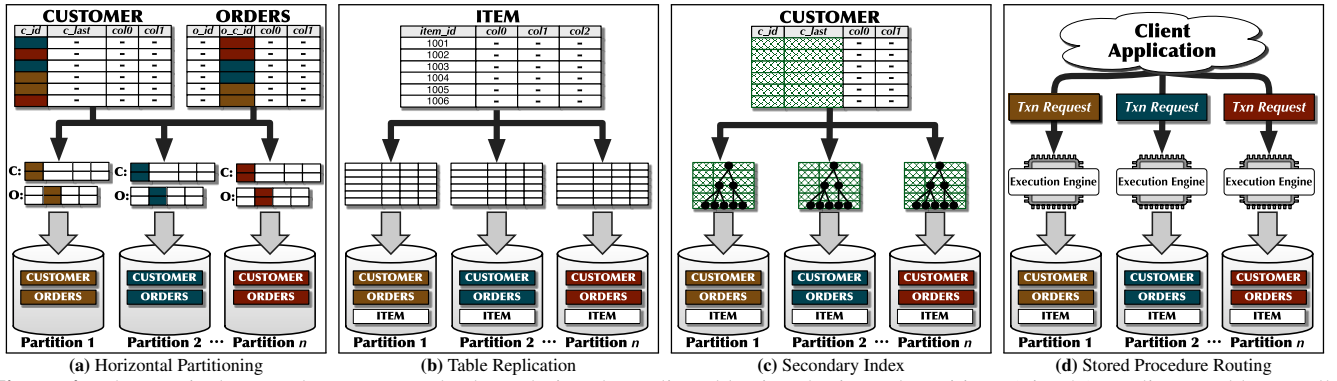 CUSTOMER ORDERS
c_id c_last col0 col1 o_id o_c_id col0 col1
- - - - - -
- - - - - -
- - - - - -
- - - - - -
- - - - - -
- - - - - -
C: C: C:
O: O: O:
CUSTOMER CUSTOMER CUSTOMER
ORDERS ORDERS ORDERS
Partition 1 Partition 2 ··· Partition n
(a) Horizontal Partitioning
ITEM
item_id col0 col1 col2
1001 - - -
1002 - - -
1003 - - -
1004 - - -
1005 - - -
1006 - - -
CUSTOMER CUSTOMER CUSTOMER
ORDERS ORDERS ORDERS
ITEM ITEM ITEM
Partition 1 Partition 2 ··· Partition n
(b) Table Replication
CUSTOMER
c_id c_last col0 col1
- -
- -
- -
- -
- -
- -
CUSTOMER CUSTOMER CUSTOMER
ORDERS ORDERS ORDERS
ITEM ITEM ITEM
Partition 1 Partition 2 ··· Partition n
(c) Secondary Index
Client
Application
Txn Request Txn Request Txn Request
Execution Engine Execution Engine Execution Engine
CUSTOMER CUSTOMER CUSTOMER
ORDERS ORDERS ORDERS
ITEM ITEM ITEM
Partition 1 Partition 2 ··· Partition n
(d) Stored Procedure Routing